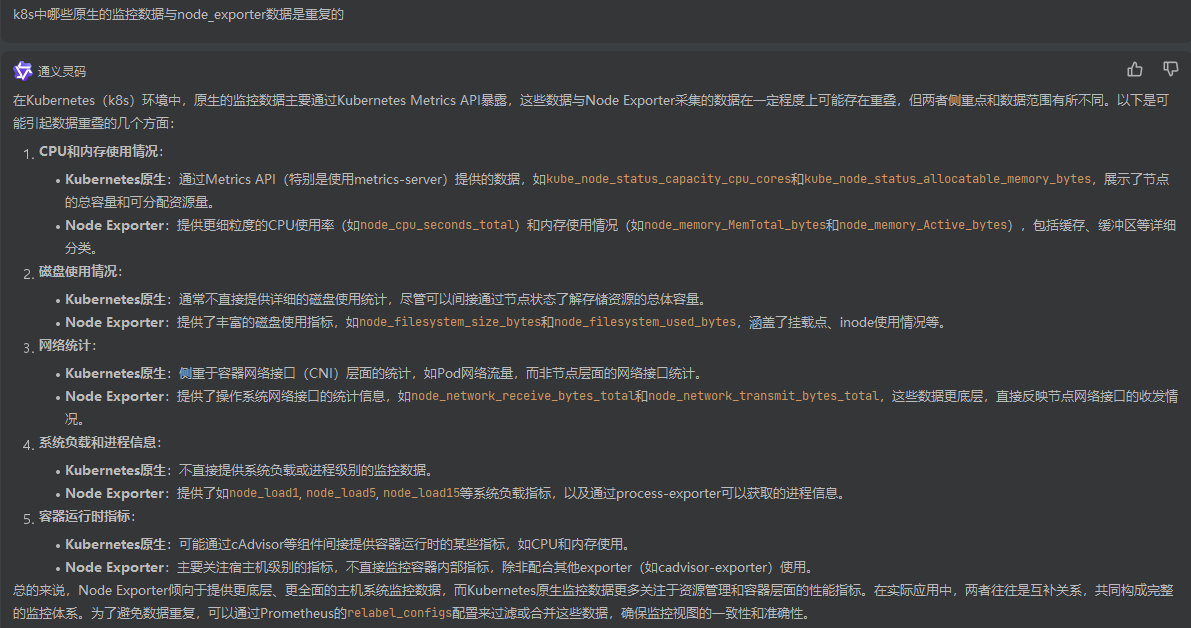 k8s中哪些原生的监控数据与node_exporter数据是重复的
通义灵码
在Kubernetes（k8s）环境中，原生的监控数据主要通过Kubernetes Metrics API暴露，这些数据与Node Exporter采集的数据在一定程度上可能存在重叠，但两者侧重点和数据范围有所不同。以下是可
能引起数据重叠的几个方面：
1. CPU和内存使用情况：
• Kubernetes原生：通过Metrics API（特别是使用metrics-server）提供的数据，如kube_node_status_capacity_cpu_cores和kube_node_status_allocatable_memory_bytes，展示了节点
的总容量和可分配资源量。
• Node Exporter：提供更细粒度的CPU使用率（如node_cpu_seconds_total）和内存使用情况（如node_memory_MemTotal_bytes和node_memory_Active_bytes），包括缓存、缓冲区等详细
分类。
2. 磁盘使用情况：
• Kubernetes原生：通常不直接提供详细的磁盘使用统计，尽管可以间接通过节点状态了解存储资源的总体容量。
• Node Exporter：提供了丰富的磁盘使用指标，如node_filesystem_size_bytes和node_filesystem_used_bytes，涵盖了挂载点、inode使用情况等。
3. 网络统计：
• Kubernetes原生：侧重于容器网络接口（CNI）层面的统计，如Pod网络流量，而非节点层面的网络接口统计。
• Node Exporter：提供了操作系统网络接口的统计信息，如node_network_receive_bytes_total和node_network_transmit_bytes_total，这些数据更底层，直接反映节点网络接口的收发情
况。
4. 系统负载和进程信息：
• Kubernetes原生：不直接提供系统负载或进程级别的监控数据。
• Node Exporter：提供了如node_load1, node_load5, node_load15等系统负载指标，以及通过process-exporter可以获取的进程信息。
5. 容器运行时指标：
• Kubernetes原生：可能通过cAdvisor等组件间接提供容器运行时的某些指标，如CPU和内存使用。
• Node Exporter：主要关注宿主机级别的指标，不直接监控容器内部指标，除非配合其他exporter（如cadvisor-exporter）使用。
总的来说，Node Exporter倾向于提供更底层、更全面的主机系统监控数据，而Kubernetes原生监控数据更多关注于资源管理和容器层面的性能指标。在实际应用中，两者往往是互补关系，共同构成完整
的监控体系。为了避免数据重复，可以通过Prometheus的relabel_configs配置来过滤或合并这些数据，确保监控视图的一致性和准确性。